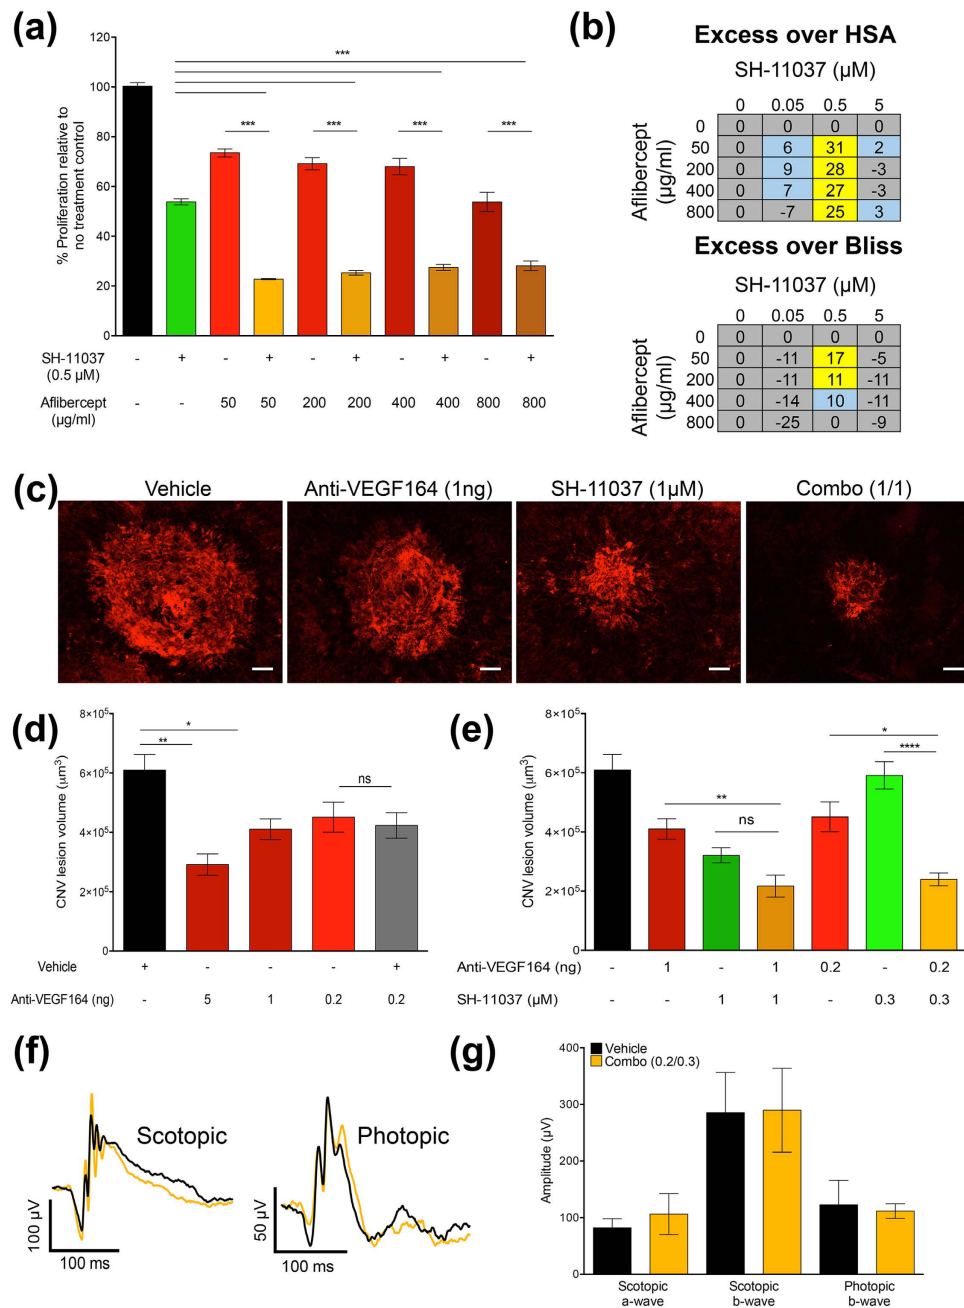 (a)
120
100
80
60
40
20
0
% Proliferation relative to
no treatment control
***
*** *** *** ***
SH-11037
(0.5 µM)
- + - + - + - + - +
Aflibercept
(µg/ml)
- - 50 50 200 200 400 400 800 800
(b)
Excess over HSA
SH-11037 (µM)
0 0.05 0.5 5
Aflibercept
(µg/ml)
0 0 0 0 0
50 0 6 31 2
200 0 9 28 -3
400 0 7 27 -3
800 0 -7 25 3
Excess over Bliss
SH-11037 (µM)
0 0.05 0.5 5
Aflibercept
(µg/ml)
0 0 0 0 0
50 0 -11 17 -5
200 0 -11 11 -11
400 0 -14 10 -11
800 0 -25 0 -9
(c)
Vehicle
Anti-VEGF164 (1ng)
SH-11037 (1µM)
Combo (1/1)
(d)
8×10⁵
6×10⁵
4×10⁵
2×10⁵
0
CNV lesion volume (µm³)
*
**
ns
Vehicle + - - - +
Anti-VEGF164 (ng) - 5 1 0.2 0.2
(e)
8×10⁵
6×10⁵
4×10⁵
2×10⁵
0
CNV lesion volume (µm³)
*
****
**
ns
Anti-VEGF164 (ng) - 1 - 1 0.2 - 0.2
SH-11037 (µM) - - 1 1 - 0.3 0.3
(f)
Scotopic
100 µV
100 ms
Photopic
50 µV
100 ms
(g)
Vehicle
Combo (0.2/0.3)
400
300
200
100
0
Amplitude (µV)
Scotopic
a-wave
Scotopic
b-wave
Photopic
b-wave